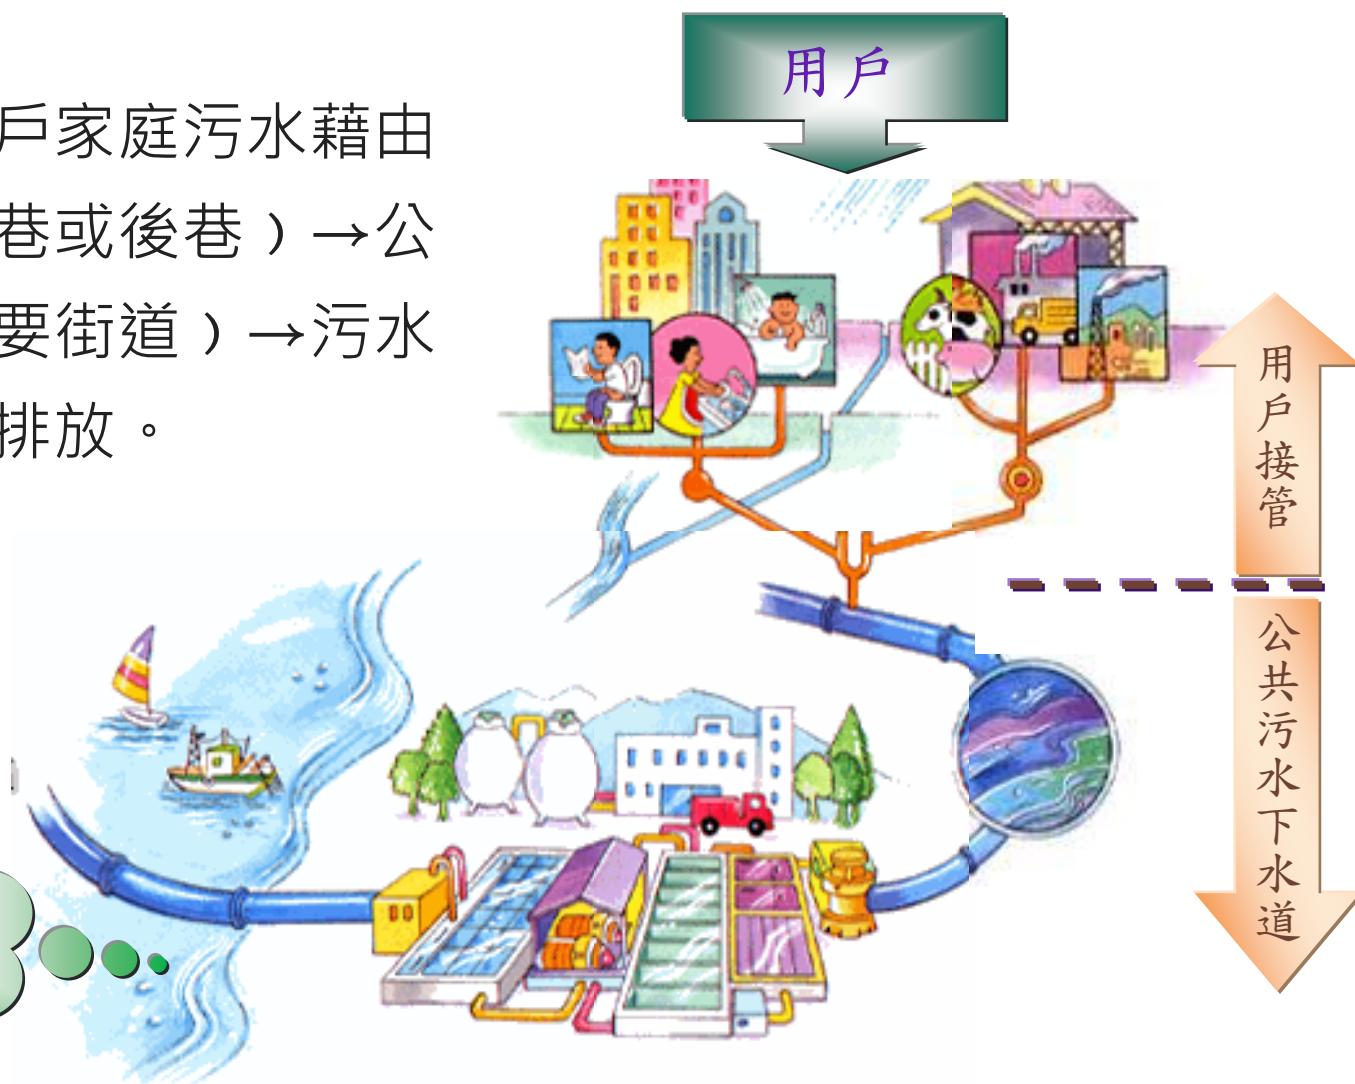 用戶
戶家庭污水藉由
巷或後巷）→公
要街道）→污水
排放。
用戶接管
公共污水下水道